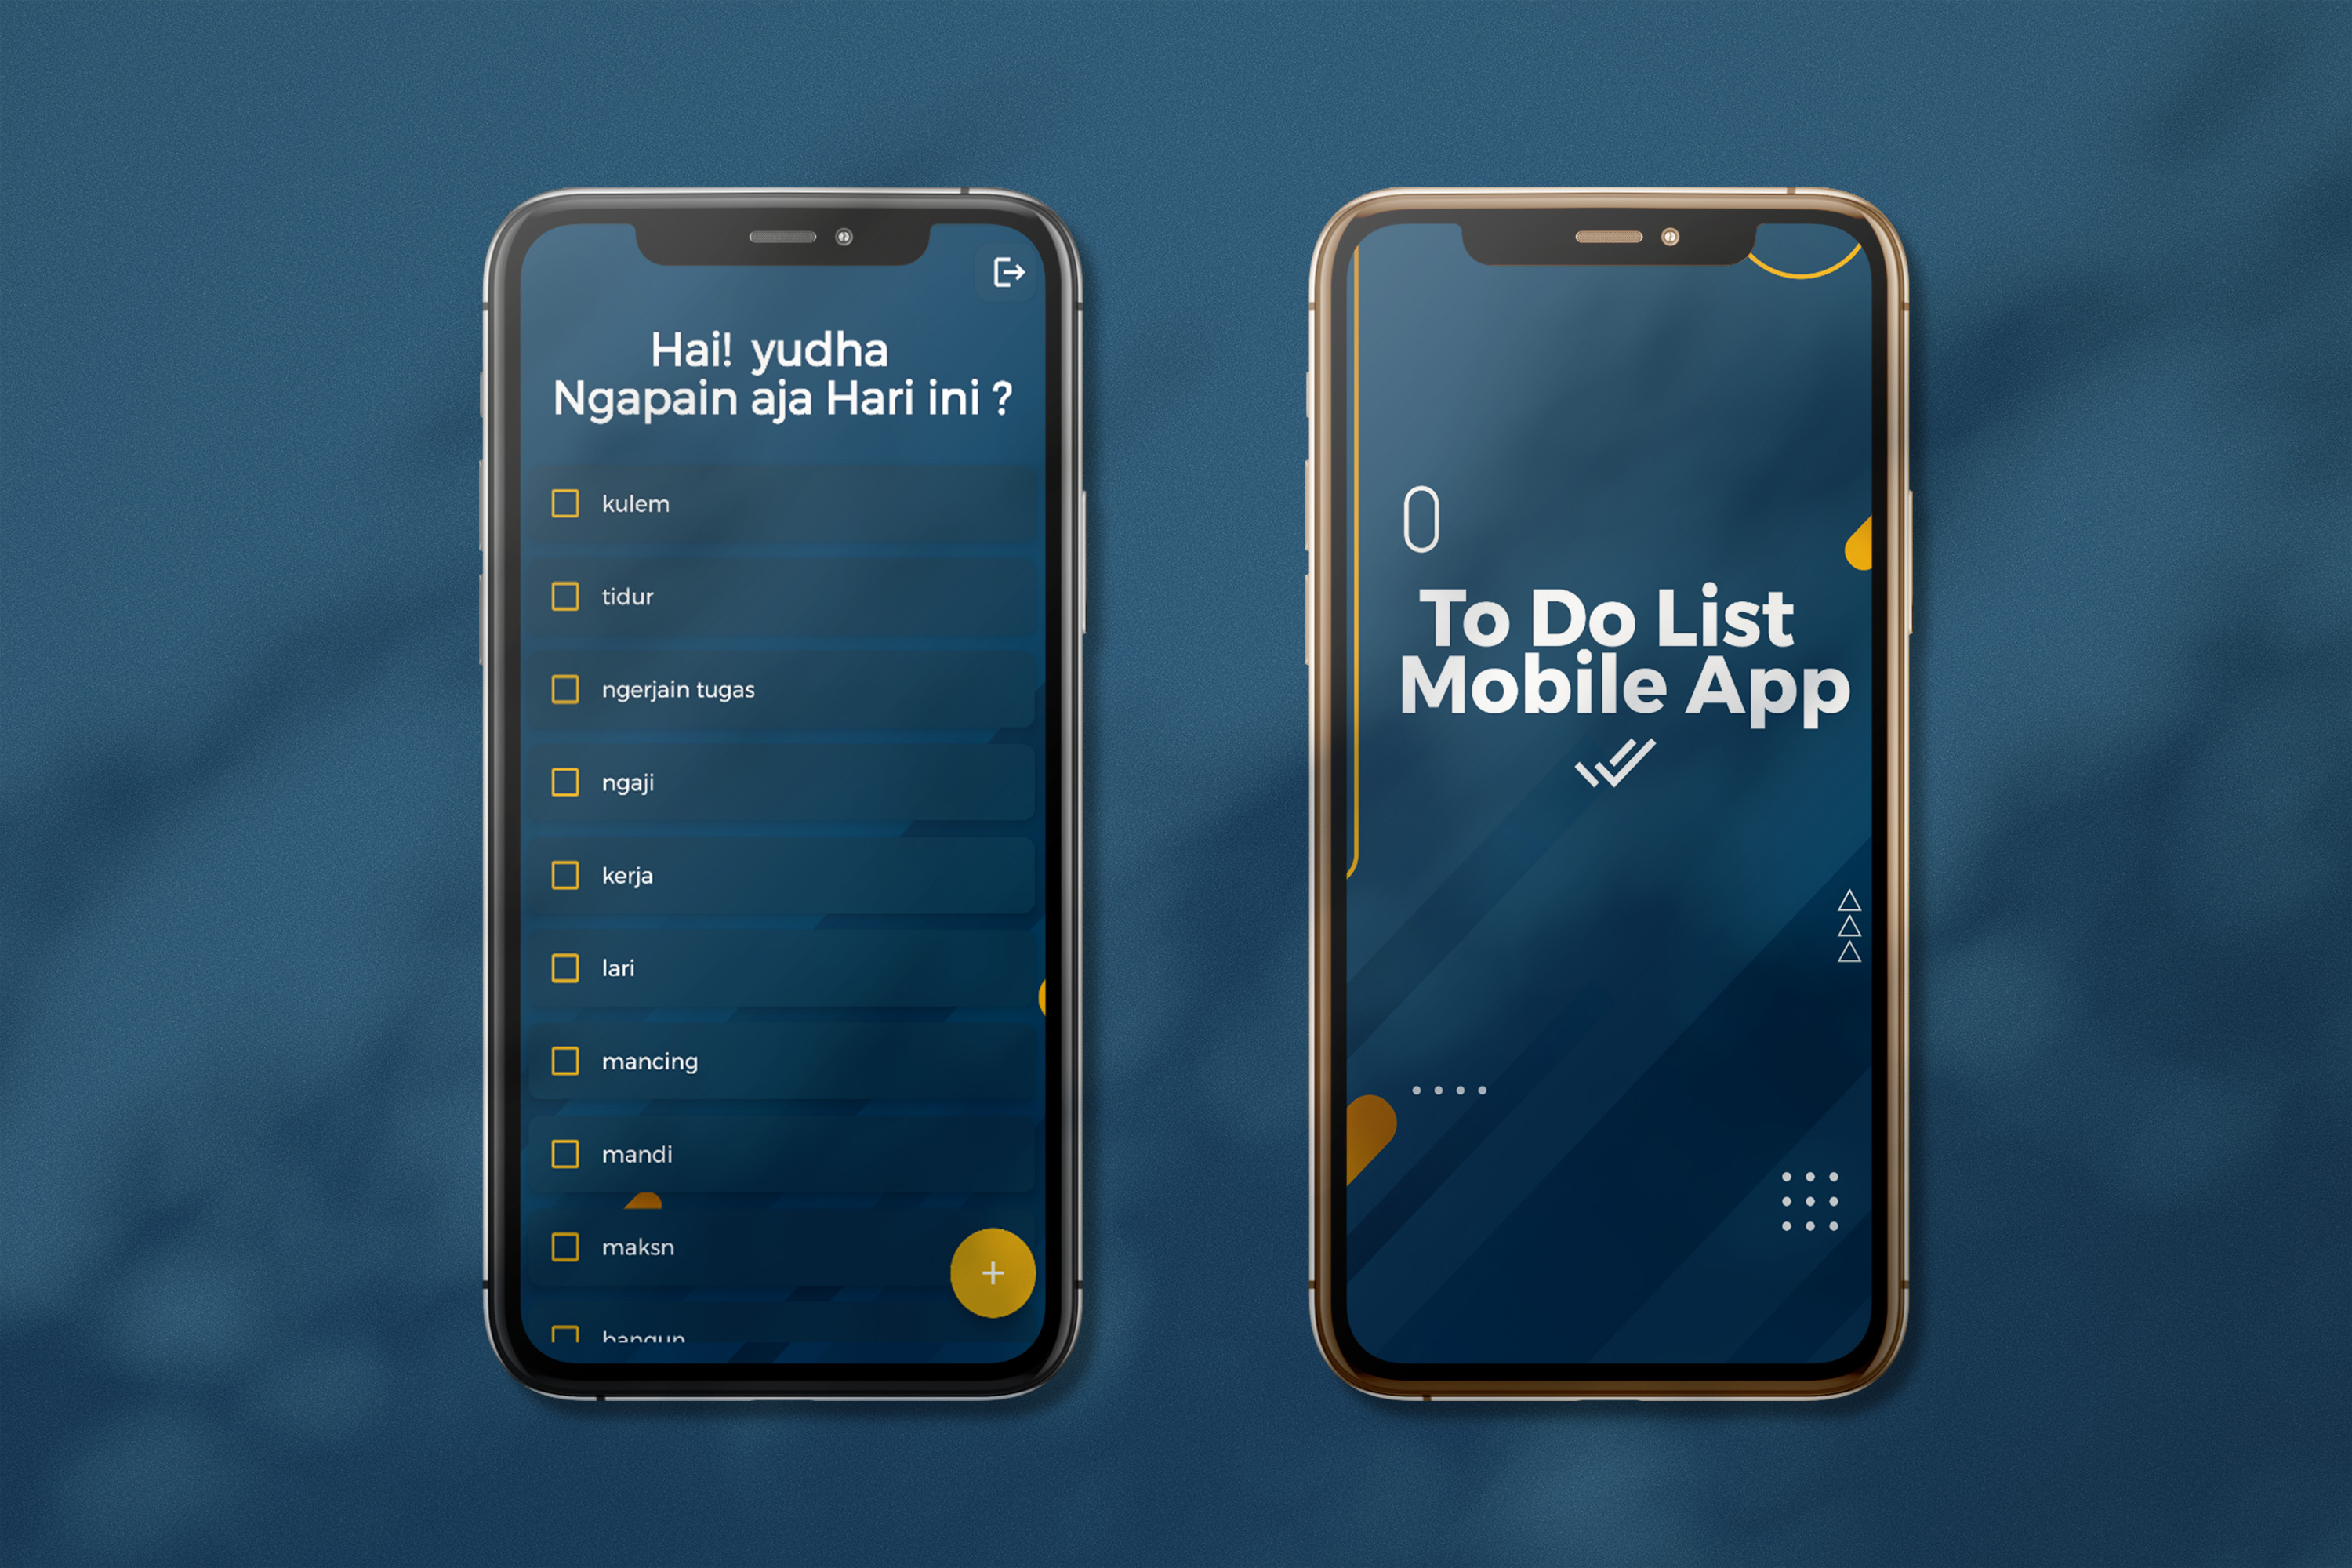 Hai! yudha
Ngapain aja Hari ini ?
kulem
tidur
ngerjain tugas
ngaji
kerja
lari
mancing
mandi
maksn
bangun
To Do List
Mobile App